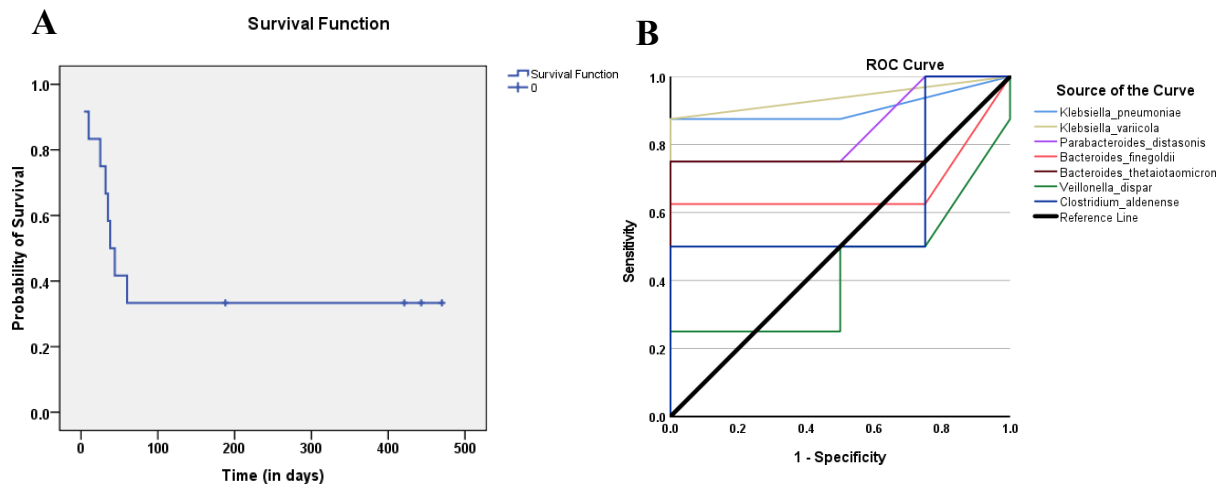 A
Survival Function
Survival Function
0
Probability of Survival
1.0
0.8
0.6
0.4
0.2
0.0
0
100
200
300
400
500
Time (in days)
B
ROC Curve
Source of the Curve
Klebsiella_pneumoniae
Klebsiella_variicola
Parabacteroides_distasonis
Bacteroides_finegoldii
Bacteroides_thetaiotaomicron
Veillonella_dispar
Clostridium_aldenense
Reference Line
Sensitivity
1.0
0.8
0.6
0.4
0.2
0.0
0.0
0.2
0.4
0.6
0.8
1.0
1 - Specificity